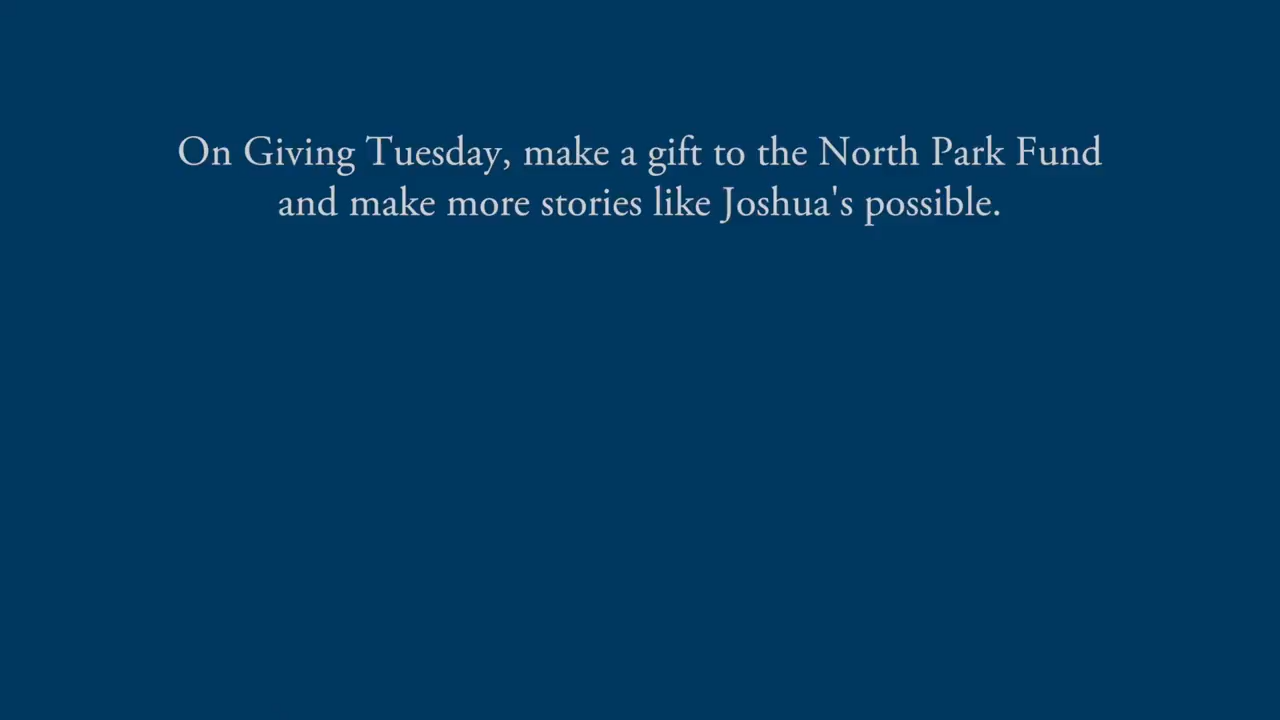 On Giving Tuesday, make a gift to the North Park Fund
and make more stories like Joshua's possible.